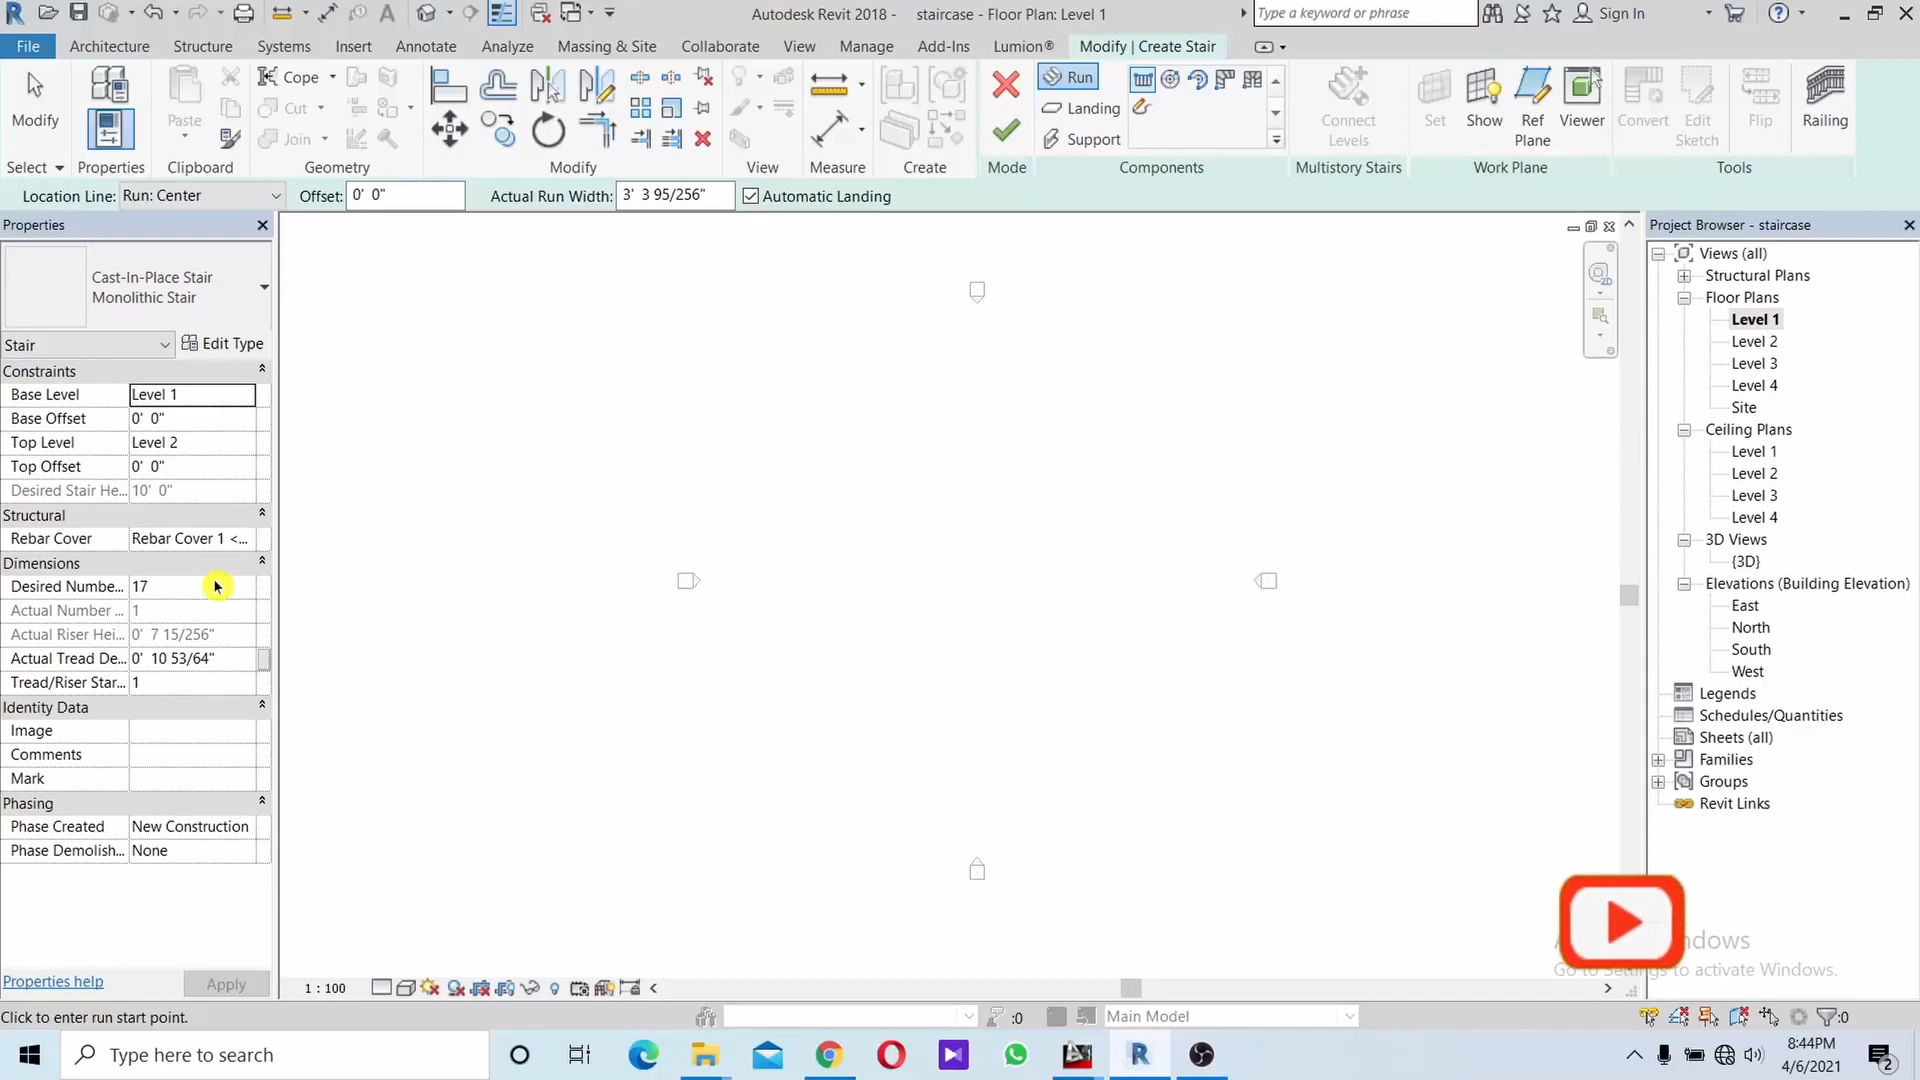 Autodesk Revit 2018 - staircase - Floor Plan: Level 1
Type a keyword or phrase
Sign In
File Architecture Structure Systems Insert Annotate Analyze Massing & Site Collaborate View Manage Add-Ins Lumion® Modify | Create Stair
Modify
Properties
Paste
Cope
Cut
Join
Run
Landing
Support
Connect Levels
Set
Show
Ref Plane
Viewer
Convert
Edit Sketch
Flip
Railing
Select Properties Clipboard Geometry Modify View Measure Create Mode Components Multistory Stairs Work Plane Tools
Location Line: Run: Center Offset: 0' 0" Actual Run Width: 3' 3 95/256" Automatic Landing
Properties
Cast-In-Place Stair
Monolithic Stair
Stair Edit Type
Constraints
Base Level Level 1
Base Offset 0' 0"
Top Level Level 2
Top Offset 0' 0"
Desired Stair He... 10' 0"
Structural
Rebar Cover Rebar Cover 1 <...
Dimensions
Desired Numbe... 17
Actual Number ... 1
Actual Riser Hei... 0' 7 15/256"
Actual Tread De... 0' 10 53/64"
Tread/Riser Star... 1
Identity Data
Image
Comments
Mark
Phasing
Phase Created New Construction
Phase Demolish... None
Properties help Apply
2D
1 : 100
Project Browser - staircase
Views (all)
Structural Plans
Floor Plans
Level 1
Level 2
Level 3
Level 4
Site
Ceiling Plans
Level 1
Level 2
Level 3
Level 4
3D Views
{3D}
Elevations (Building Elevation)
East
North
South
West
Legends
Schedules/Quantities
Sheets (all)
Families
Groups
Revit Links
Go to Settings to activate Windows.
Click to enter run start point.
:0
Main Model
:0
Type here to search
8:44PM
4/6/2021
2